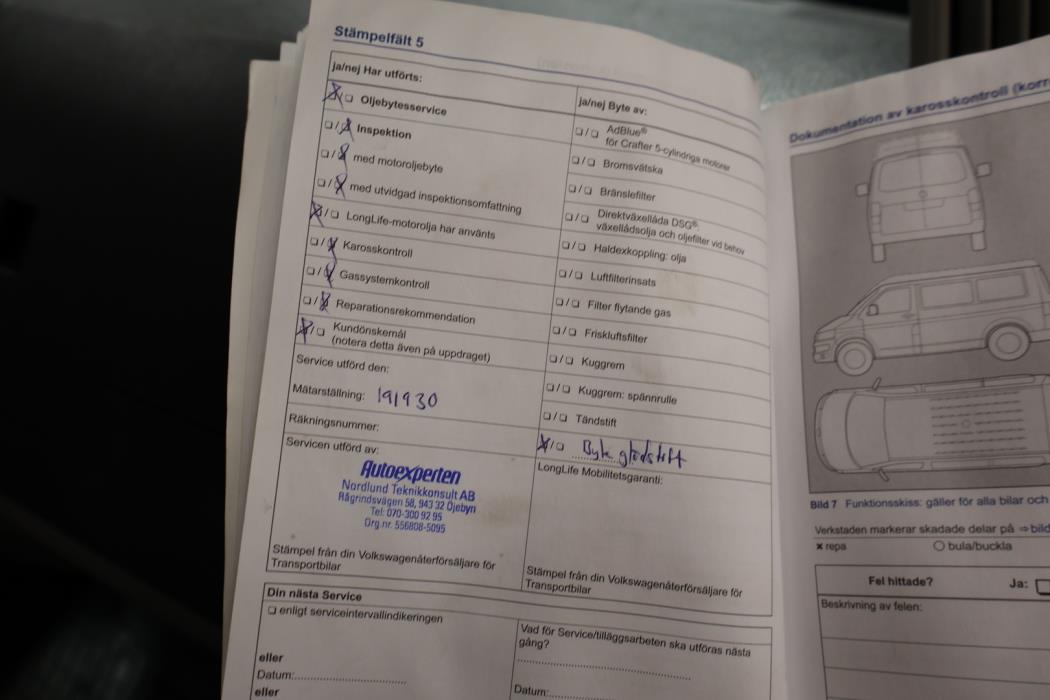 Stämpelfält 5
ja/nej Har utförts:
❏ Oljebytesservice
❏ / Inspektion
❏ / med motoroljebyte
❏ / med utvidgad inspektionsomfattning
/❏ LongLife-motorolja har använts
❏ / Karosskontroll
❏ / Gassystemkontroll
❏ / Reparationsrekommendation
/❏ Kundönskemål
(notera detta även på uppdraget)
Service utförd den:
Mätarställning: 191930
Räkningsnummer:
Servicen utförd av:
Autoexperten
Nordlund Teknikkonsult AB
Rågrindsvägen 58, 943 32 Öjebyn
Tel: 070-300 92 95
Org.nr. 556808-5095
Stämpel från din Volkswagenåterförsäljare för
Transportbilar
ja/nej Byte av:
❏ / ❏ AdBlue®
för Crafter 5-cylindriga motorer
❏ / ❏ Bromsvätska
❏ / ❏ Bränslefilter
❏ / ❏ Direktväxellåda DSG®:
växellådsolja och oljefilter vid behov
❏ / ❏ Haldexkoppling: olja
❏ / ❏ Luftfilterinsats
❏ / ❏ Filter flytande gas
❏ / ❏ Friskluftsfilter
❏ / ❏ Kuggrem
❏ / ❏ Kuggrem: spännrulle
❏ / ❏ Tändstift
/❏ Byte glödstift
LongLife Mobilitetsgaranti:
Stämpel från din Volkswagenåterförsäljare för
Transportbilar
Din nästa Service
❏ enligt serviceintervallindikeringen
eller
Datum:
eller
Vad för Service/tilläggsarbeten ska utföras nästa
gång?
Datum:
Dokumentation av karosskontroll (korr
Bild 7 Funktionsskiss: gäller för alla bilar och
Verkstaden markerar skadade delar på ⇒ bild
× repa
○ bula/buckla
Fel hittade?
Ja: ❏
Beskrivning av felen: